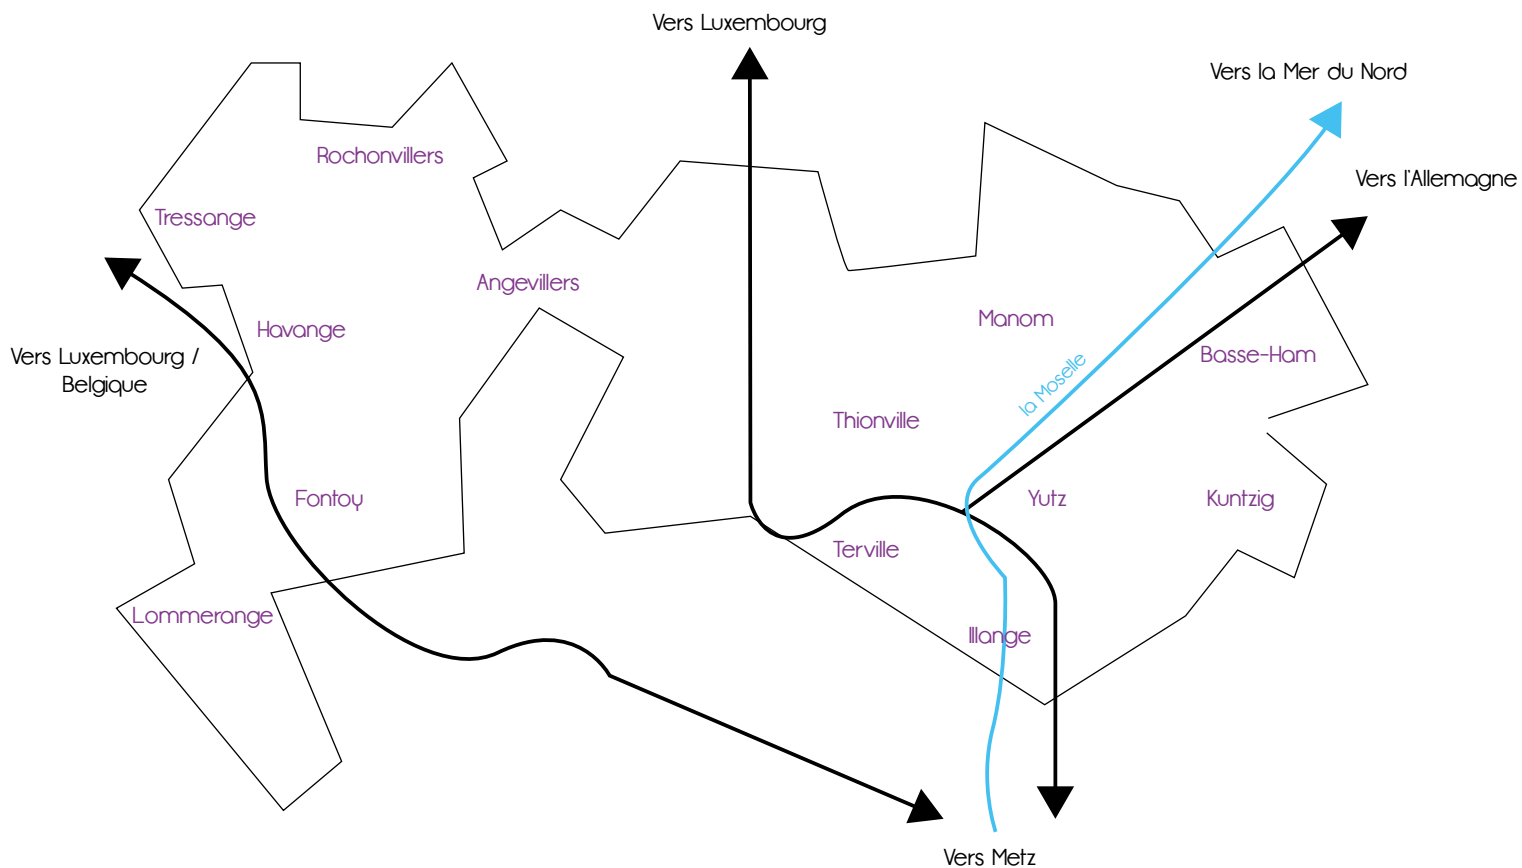 Vers Luxembourg
Vers la Mer du Nord
Rochonvillers
Vers l'Allemagne
Tressange
Angevillers
Manom
Havange
Vers Luxembourg /
Belgique
Basse-Ham
la Moselle
Thionville
Fontoy
Yutz
Kuntzig
Terville
Lommerange
Illange
Vers Metz